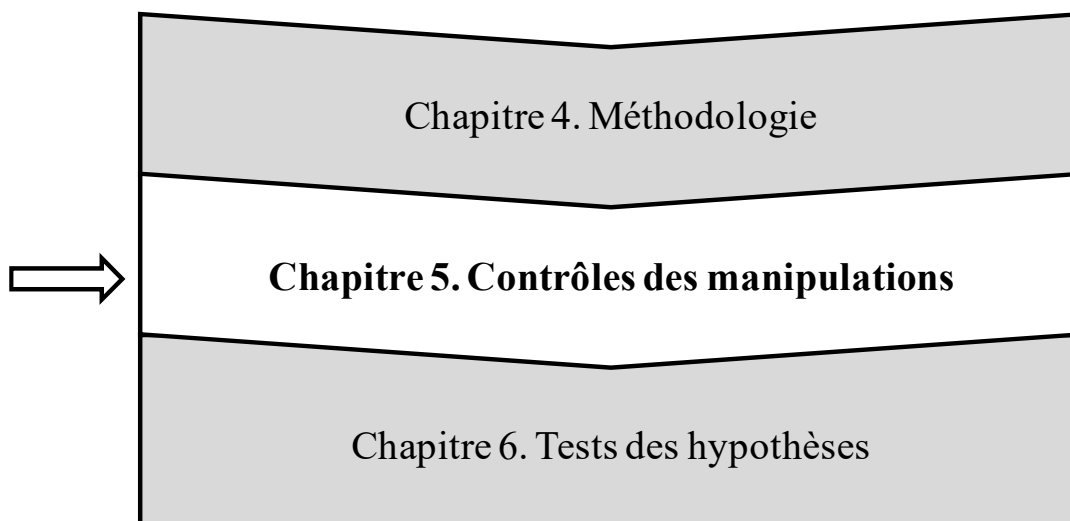 Chapitre 4. Méthodologie
Chapitre 5. Contrôles des manipulations
Chapitre 6. Tests des hypothèses